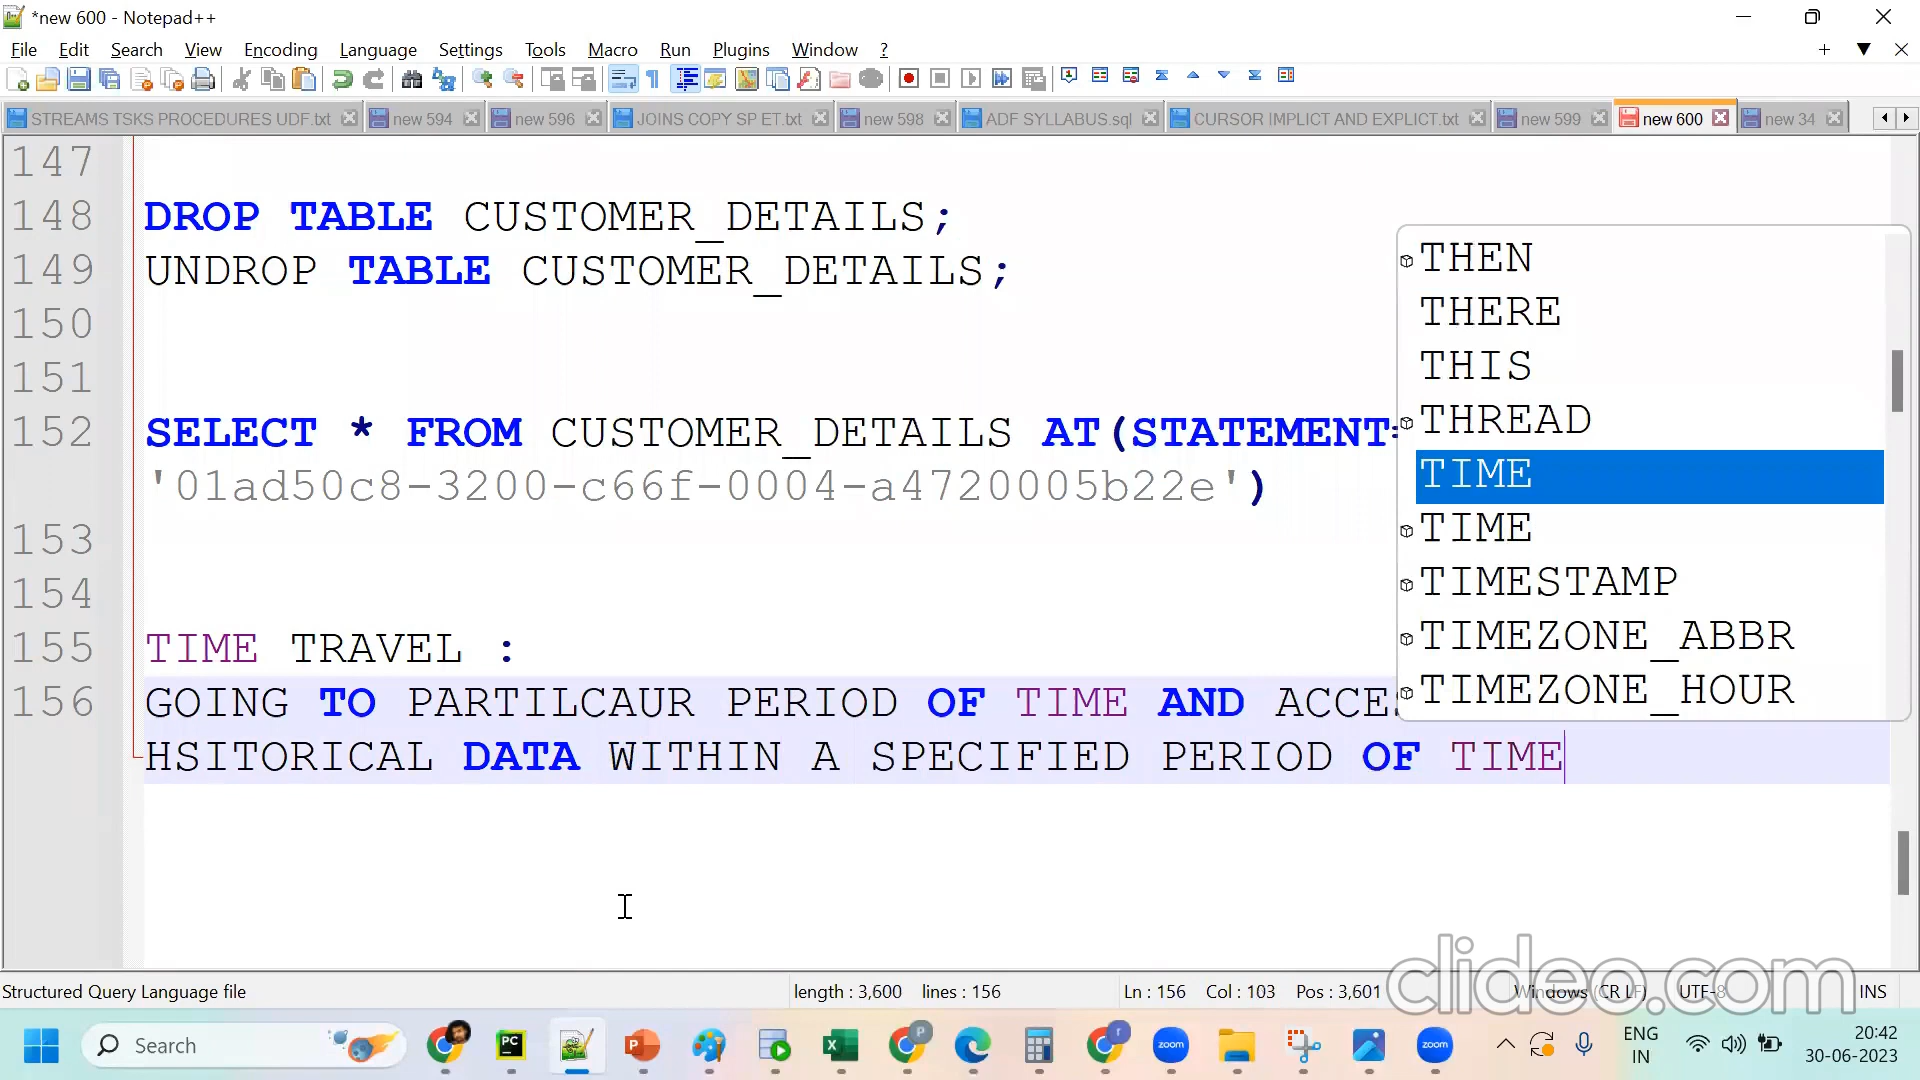 *new 600 - Notepad++
File Edit Search View Encoding Language Settings Tools Macro Run Plugins Window ?
STREAMS TSKS PROCEDURES UDF.txt new 594 new 596 JOINS COPY SP ET.txt new 598 ADF SYLLABUS.sql CURSOR IMPLICT AND EXPLICT.txt new 599 new 600 new 34
147
148 DROP TABLE CUSTOMER_DETAILS;
149 UNDROP TABLE CUSTOMER_DETAILS;
150
151
152 SELECT * FROM CUSTOMER_DETAILS AT(STATEMENT=
'01ad50c8-3200-c66f-0004-a4720005b22e')
153
154
155 TIME TRAVEL :
156 GOING TO PARTILCAUR PERIOD OF TIME AND ACCES
HSITORICAL DATA WITHIN A SPECIFIED PERIOD OF TIME
THEN
THERE
THIS
THREAD
TIME
TIME
TIMESTAMP
TIMEZONE_ABBR
TIMEZONE_HOUR
Structured Query Language file length : 3,600 lines : 156 Ln : 156 Col : 103 Pos : 3,601 Windows (CR LF) UTF-8 INS
clideo.com
Search
PC
P
r
zoom
zoom
ENG
IN
20:42
30-06-2023